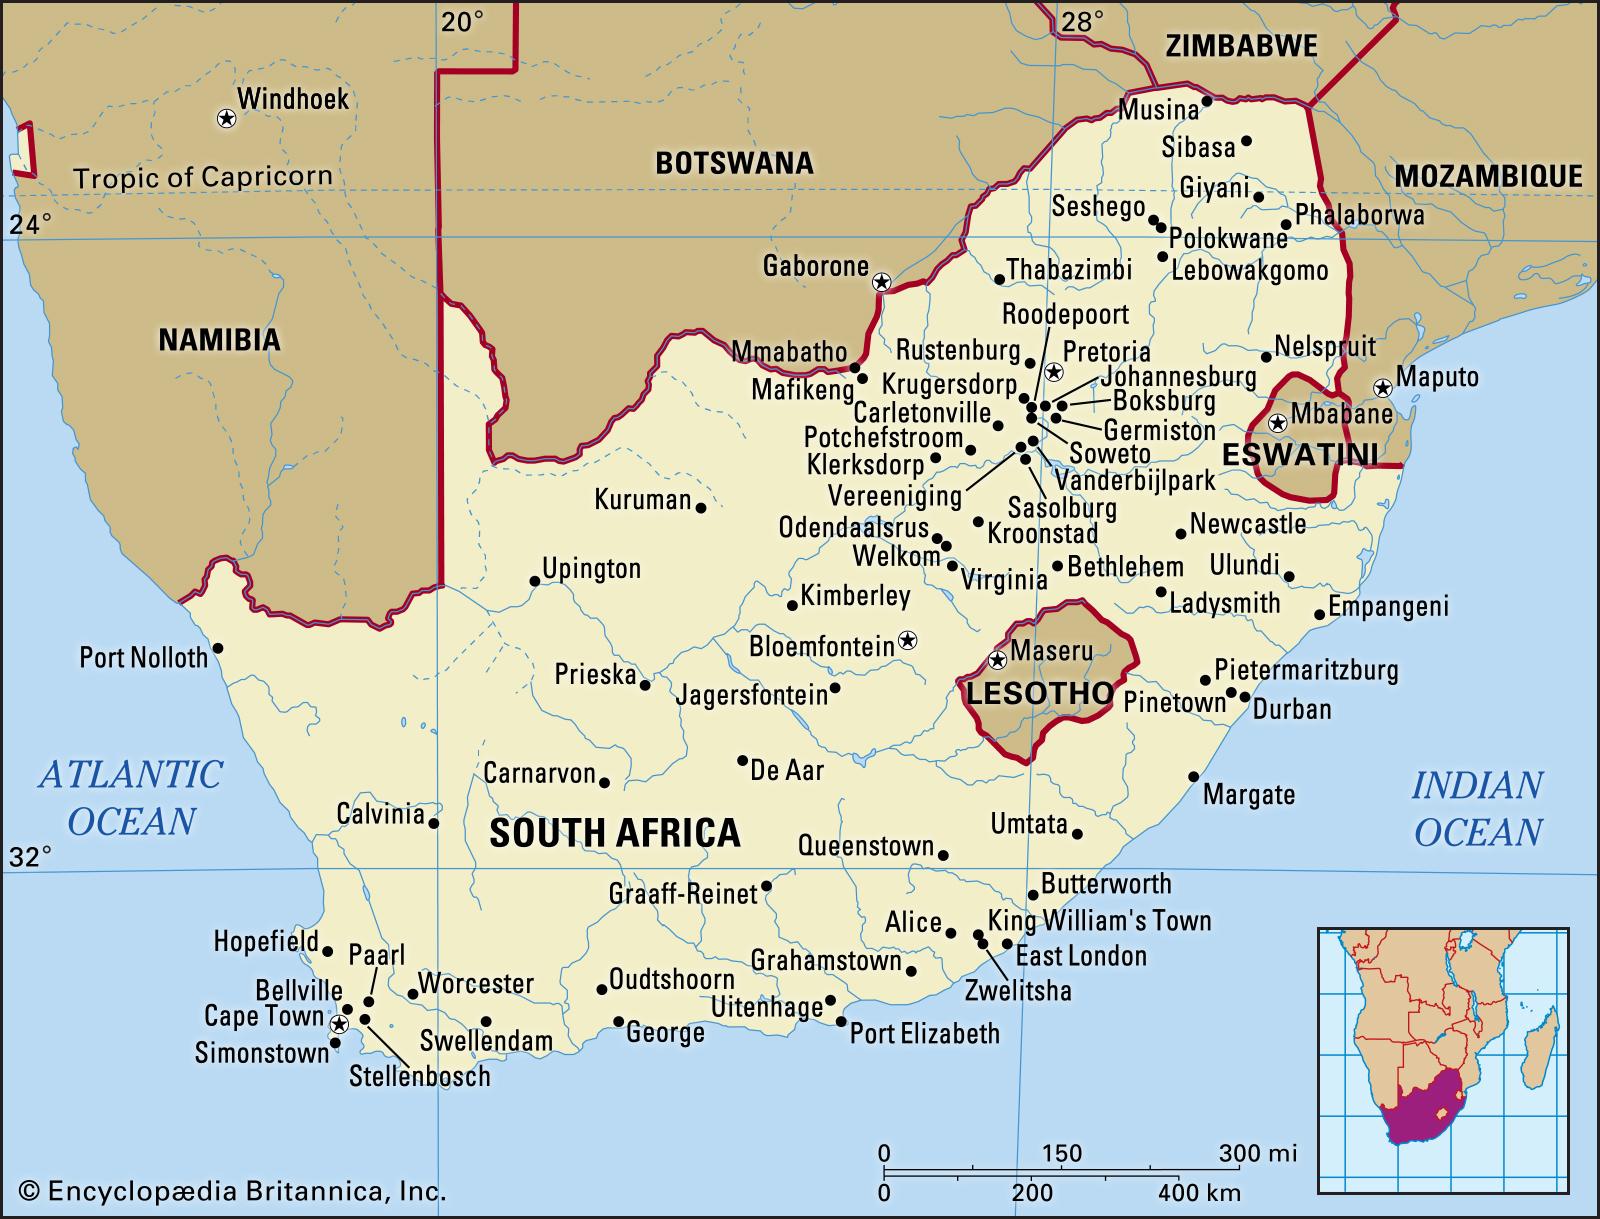 20°
28°
ZIMBABWE
Windhoek
Musina
Sibasa
BOTSWANA
MOZAMBIQUE
Tropic of Capricorn
Giyani
Seshego
Phalaborwa
24°
Polokwane
Gaborone
Thabazimbi
Lebowakgomo
Roodepoort
NAMIBIA
Mmabatho
Rustenburg
Pretoria
Nelspruit
Mafikeng
Krugersdorp
Johannesburg
Maputo
Carletonville
Boksburg
Mbabane
Potchefstroom
Germiston
Klerksdorp
Soweto
ESWATINI
Vereeniging
Vanderbijlpark
Kuruman
Sasolburg
Odendaalsrus
Kroonstad
Newcastle
Welkom
Upington
Virginia
Bethlehem
Ulundi
Kimberley
Ladysmith
Empangeni
Bloemfontein
Maseru
Port Nolloth
Prieska
Pietermaritzburg
Jagersfontein
LESOTHO
Pinetown
Durban
ATLANTIC
OCEAN
Carnarvon
De Aar
INDIAN
OCEAN
Margate
Calvinia
SOUTH AFRICA
Umtata
Queenstown
32°
Graaff-Reinet
Butterworth
Alice
King William's Town
Hopefield
Paarl
Grahamstown
East London
Bellville
Worcester
Oudtshoorn
Zwelitsha
Cape Town
Uitenhage
Simonstown
Swellendam
George
Port Elizabeth
Stellenbosch
0 150 300 mi
0 200 400 km
© Encyclopædia Britannica, Inc.